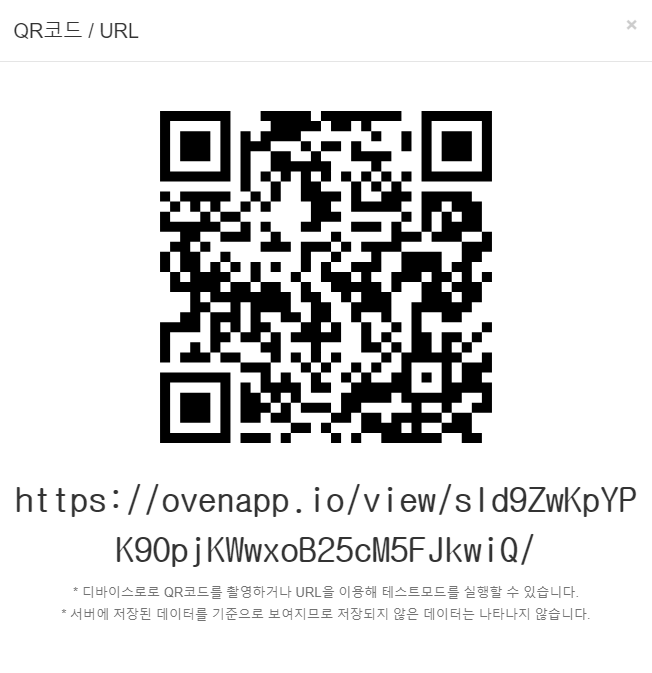 QR코드 / URL
×
https://ovenapp.io/view/sId9ZwKpYP
K9OpjKWwxoB25cM5FJkwiQ/
* 디바이스로로 QR코드를 촬영하거나 URL을 이용해 테스트모드를 실행할 수 있습니다.
* 서버에 저장된 데이터를 기준으로 보여지므로 저장되지 않은 데이터는 나타나지 않습니다.